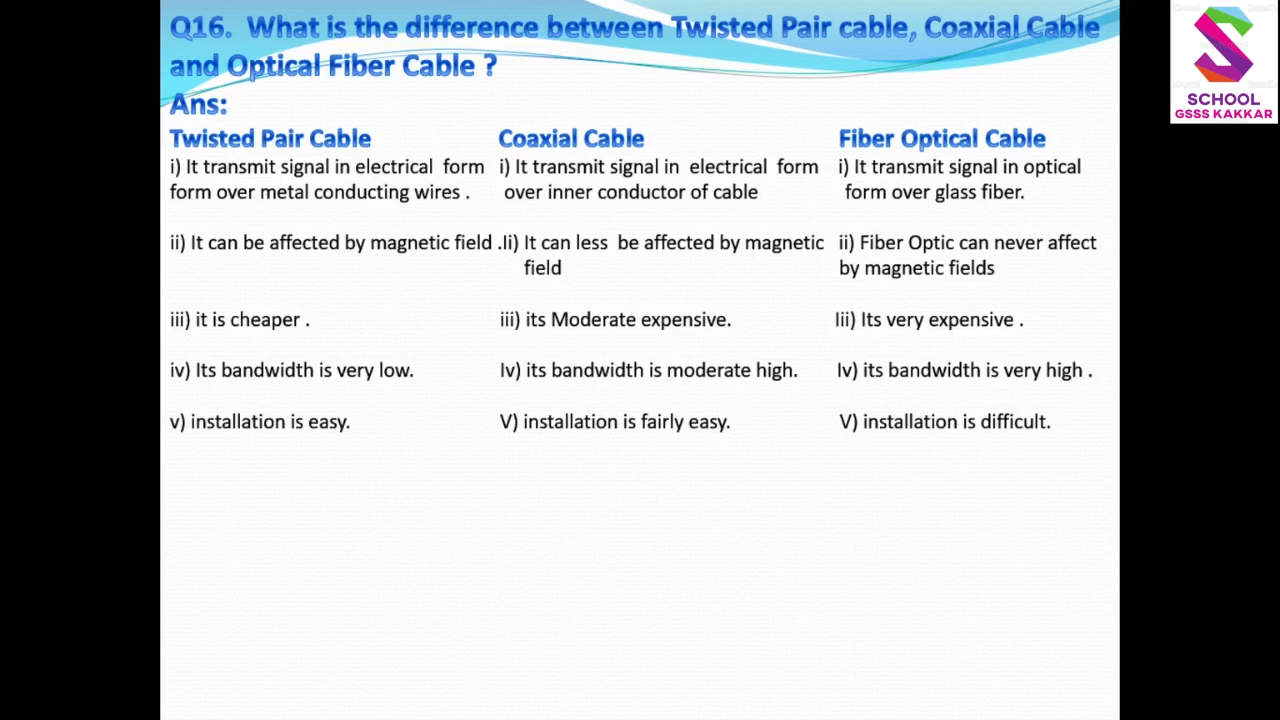 Q16. What is the difference between Twisted Pair cable, Coaxial Cable
and Optical Fiber Cable ?
Ans:
Twisted Pair Cable
i) It transmit signal in electrical form
form over metal conducting wires .
ii) It can be affected by magnetic field .
iii) it is cheaper .
iv) Its bandwidth is very low.
v) installation is easy.
Coaxial Cable
i) It transmit signal in electrical form
over inner conductor of cable
Ii) It can less be affected by magnetic
field
iii) its Moderate expensive.
Iv) its bandwidth is moderate high.
V) installation is fairly easy.
Fiber Optical Cable
i) It transmit signal in optical
form over glass fiber.
ii) Fiber Optic can never affect
by magnetic fields
Iii) Its very expensive .
Iv) its bandwidth is very high .
V) installation is difficult.
SCHOOL
GSSS KAKKAR